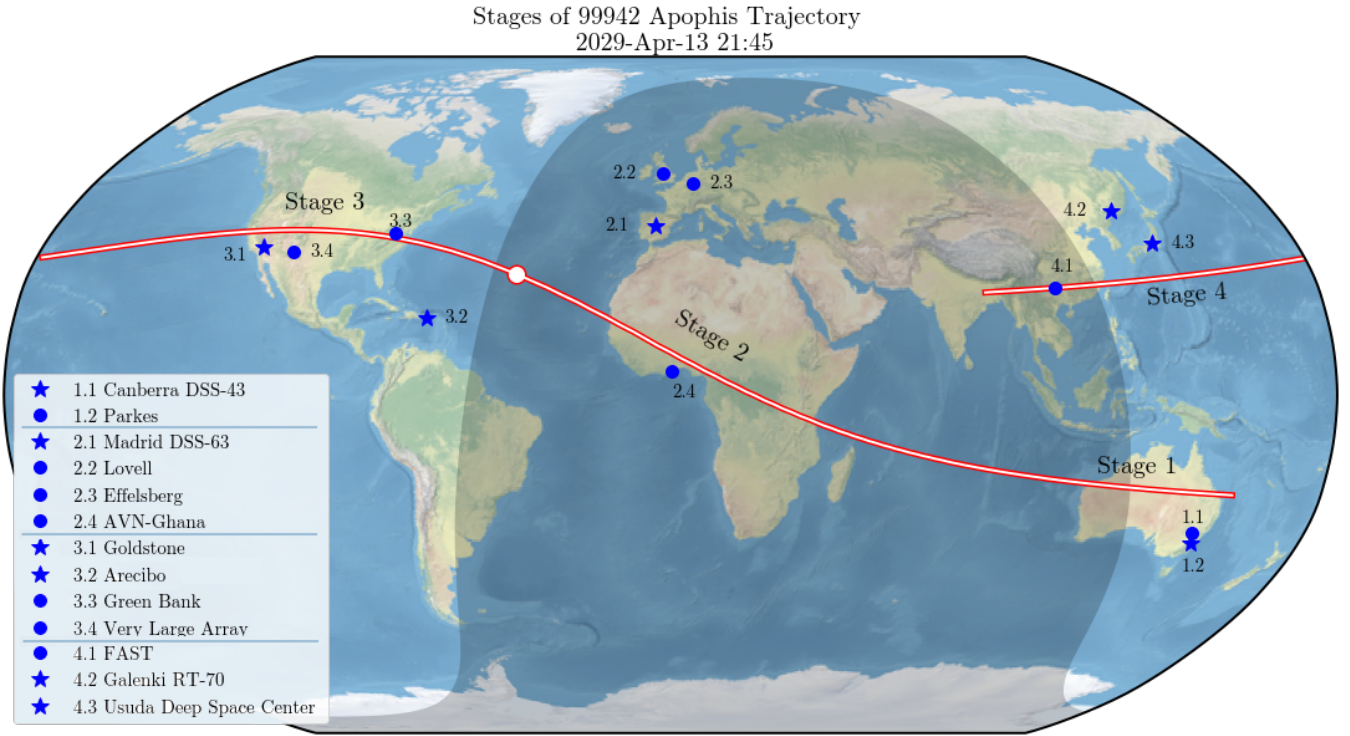 Stages of 99942 Apophis Trajectory
2029-Apr-13 21:45
2.2
2.3
Stage 3
3.3
2.1
4.2
4.3
3.1
3.4
4.1
Stage 4
3.2
Stage 2
2.4
Stage 1
1.1
1.2
1.1 Canberra DSS-43
1.2 Parkes
2.1 Madrid DSS-63
2.2 Lovell
2.3 Effelsberg
2.4 AVN-Ghana
3.1 Goldstone
3.2 Arecibo
3.3 Green Bank
3.4 Very Large Array
4.1 FAST
4.2 Galenki RT-70
4.3 Usuda Deep Space Center